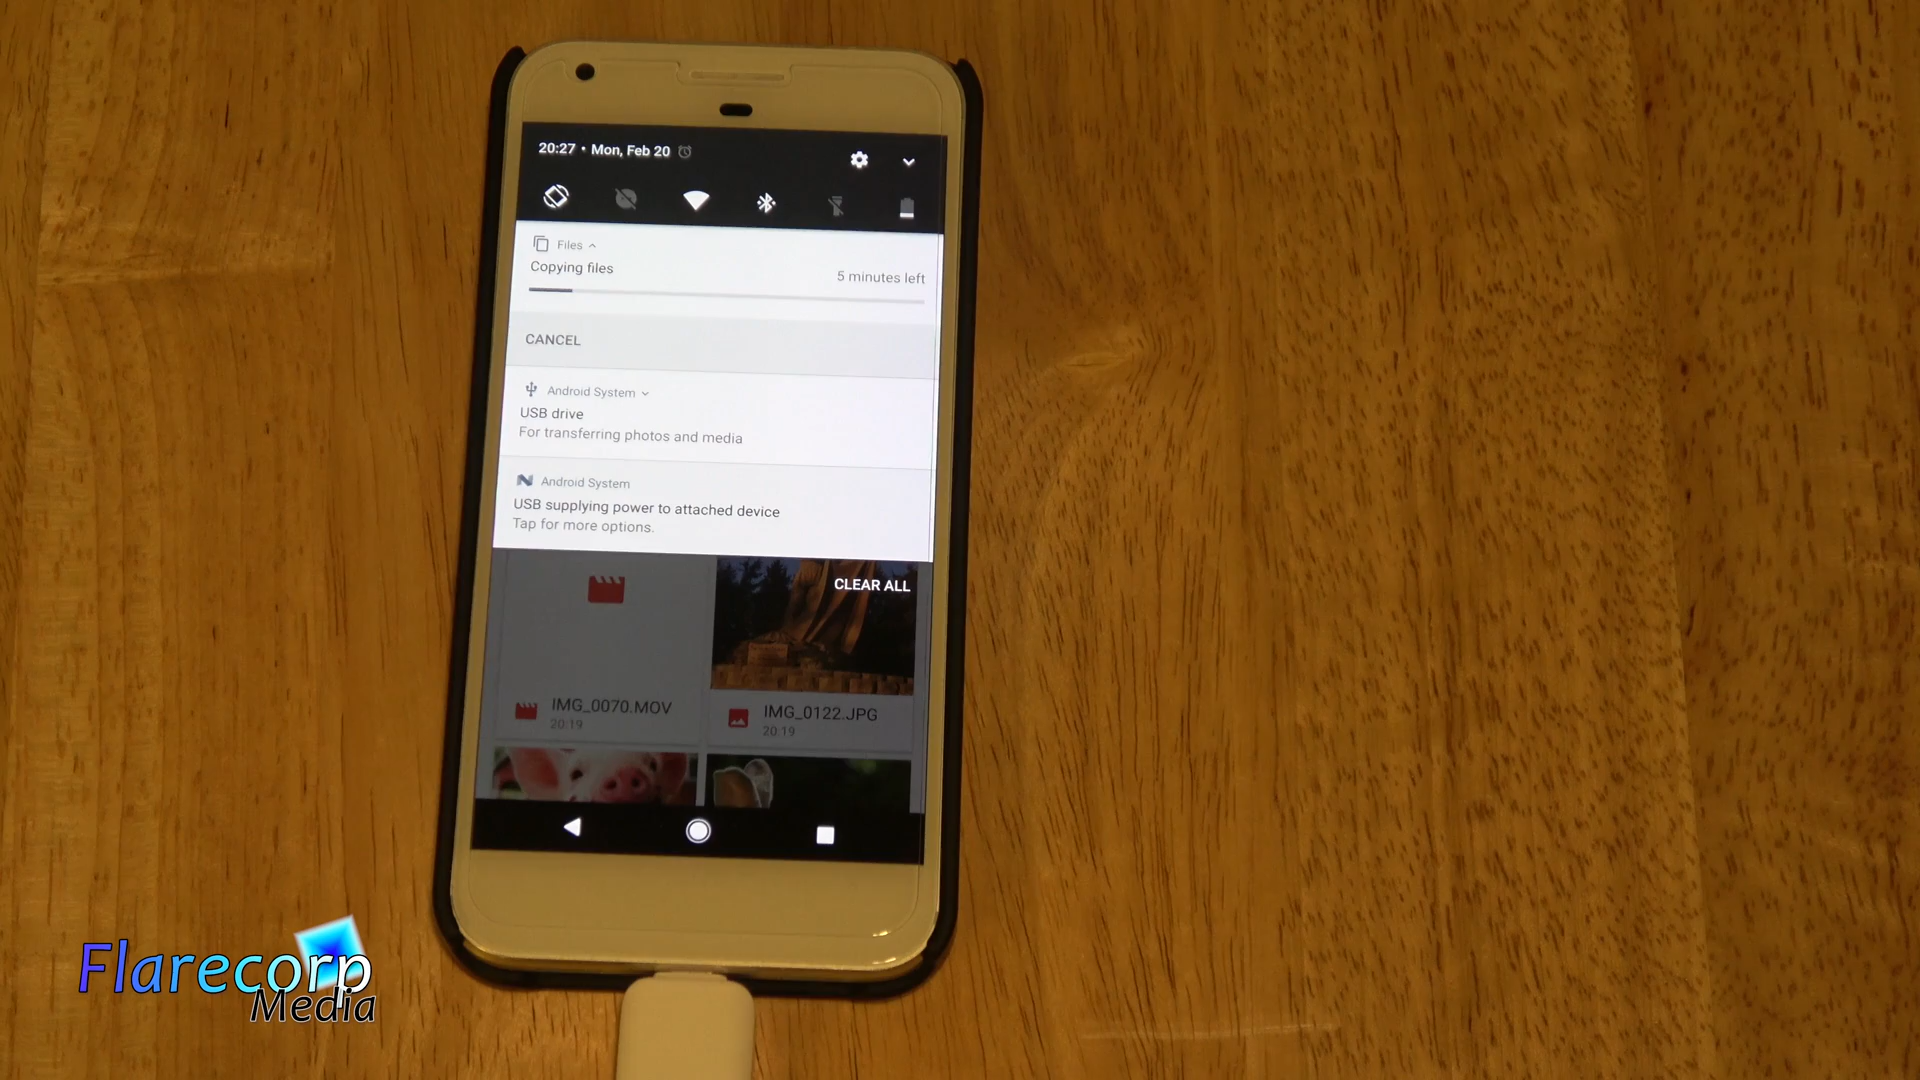 20:27 • Mon, Feb 20
Files
Copying files
5 minutes left
CANCEL
Android System
USB drive
For transferring photos and media
Android System
USB supplying power to attached device
Tap for more options.
CLEAR ALL
IMG_0070.MOV
20:19
IMG_0122.JPG
20:19
Flarecorp
Media